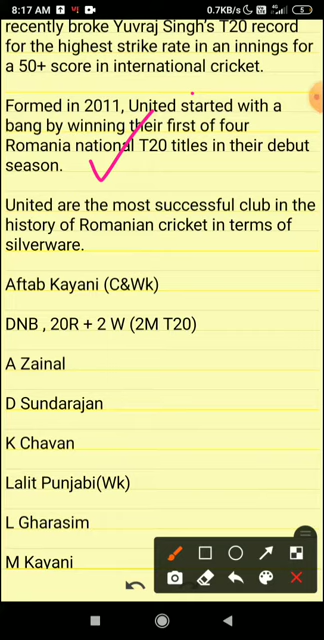 8:17 AM
0.7KB/s
5
recently broke Yuvraj Singh's T20 record
for the highest strike rate in an innings for
a 50+ score in international cricket.
Formed in 2011, United started with a
bang by winning their first of four
Romania national T20 titles in their debut
season.
United are the most successful club in the
history of Romanian cricket in terms of
silverware.
Aftab Kayani (C&Wk)
DNB , 20R + 2 W (2M T20)
A Zainal
D Sundarajan
K Chavan
Lalit Punjabi(Wk)
L Gharasim
M Kayani